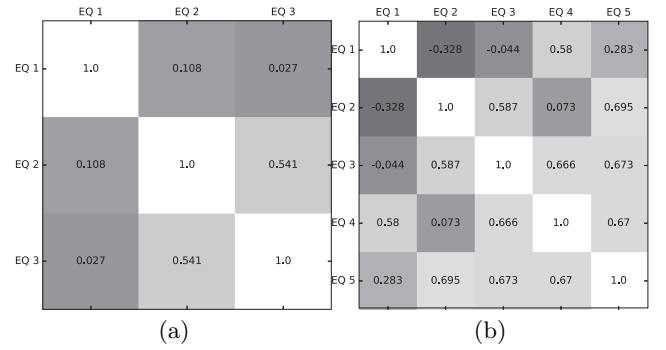 EQ 1 EQ 2 EQ 3
EQ 1 1.0 0.108 0.027
EQ 2 0.108 1.0 0.541
EQ 3 0.027 0.541 1.0
(a)
EQ 1 EQ 2 EQ 3 EQ 4 EQ 5
EQ 1 1.0 -0.328 -0.044 0.58 0.283
EQ 2 -0.328 1.0 0.587 0.073 0.695
EQ 3 -0.044 0.587 1.0 0.666 0.673
EQ 4 0.58 0.073 0.666 1.0 0.67
EQ 5 0.283 0.695 0.673 0.67 1.0
(b)